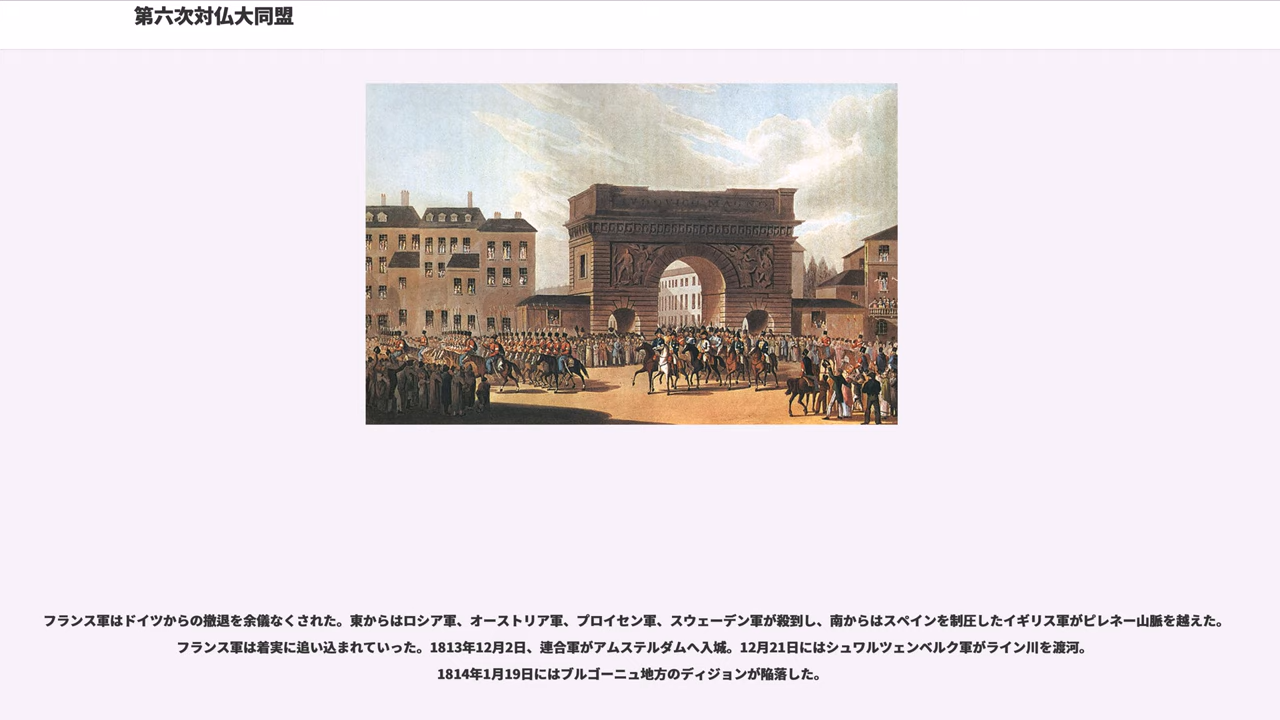 第六次対仏大同盟
LUDOVICO MAGNO
フランス軍はドイツからの撤退を余儀なくされた。東からはロシア軍、オーストリア軍、プロイセン軍、スウェーデン軍が殺到し、南からはスペインを制圧したイギリス軍がピレネー山脈を越えた。
フランス軍は着実に追い込まれていった。1813年12月2日、連合軍がアムステルダムへ入城。12月21日にはシュワルツェンベルク軍がライン川を渡河。
1814年1月19日にはブルゴーニュ地方のディジョンが陥落した。